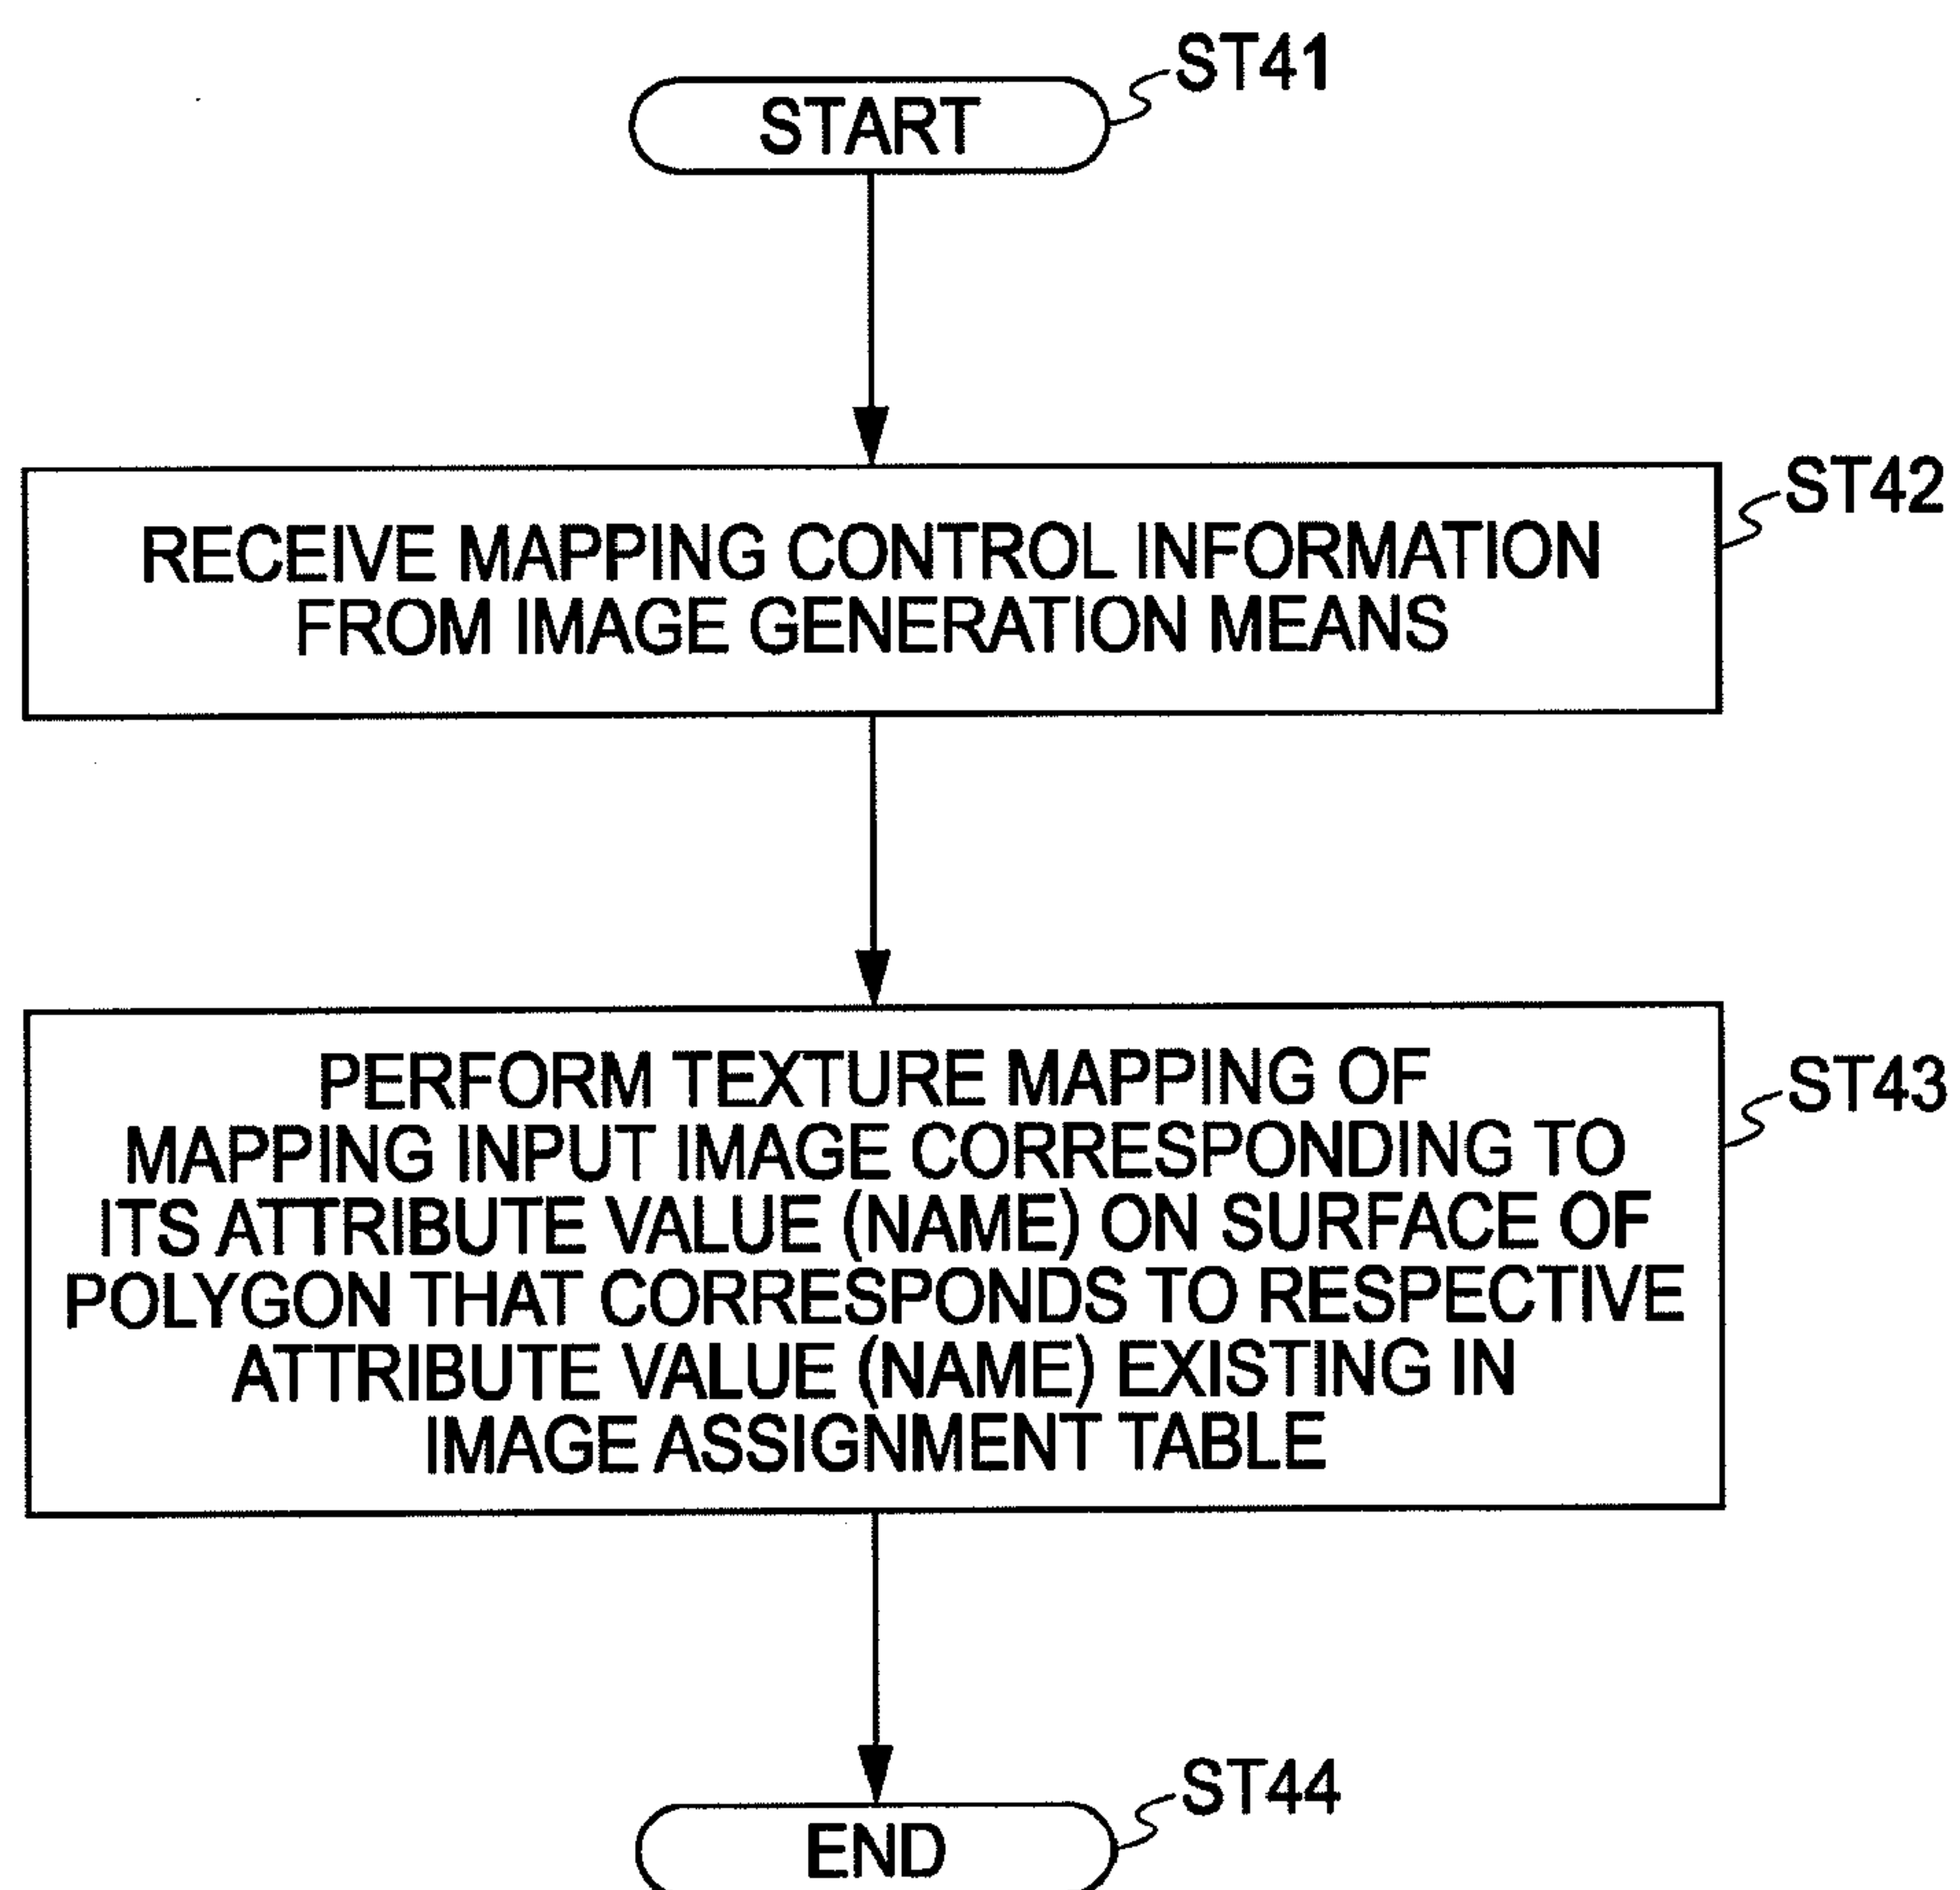 ST41
START
ST42
RECEIVE MAPPING CONTROL INFORMATION
FROM IMAGE GENERATION MEANS
ST43
PERFORM TEXTURE MAPPING OF
MAPPING INPUT IMAGE CORRESPONDING TO
ITS ATTRIBUTE VALUE (NAME) ON SURFACE OF
POLYGON THAT CORRESPONDS TO RESPECTIVE
ATTRIBUTE VALUE (NAME) EXISTING IN
IMAGE ASSIGNMENT TABLE
ST44
END